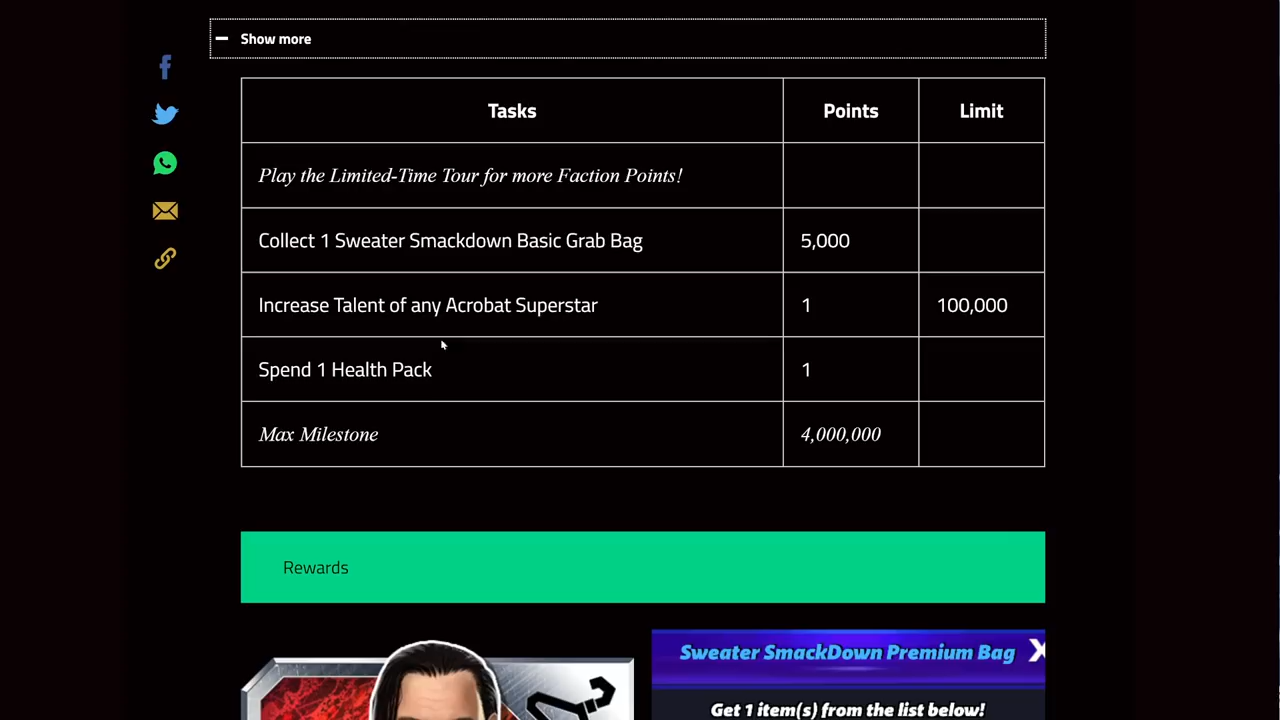 Show more
Tasks Points Limit
Play the Limited-Time Tour for more Faction Points!
Collect 1 Sweater Smackdown Basic Grab Bag 5,000
Increase Talent of any Acrobat Superstar 1 100,000
Spend 1 Health Pack 1
Max Milestone 4,000,000
Rewards
Sweater SmackDown Premium Bag X
Get 1 item(s) from the list below!